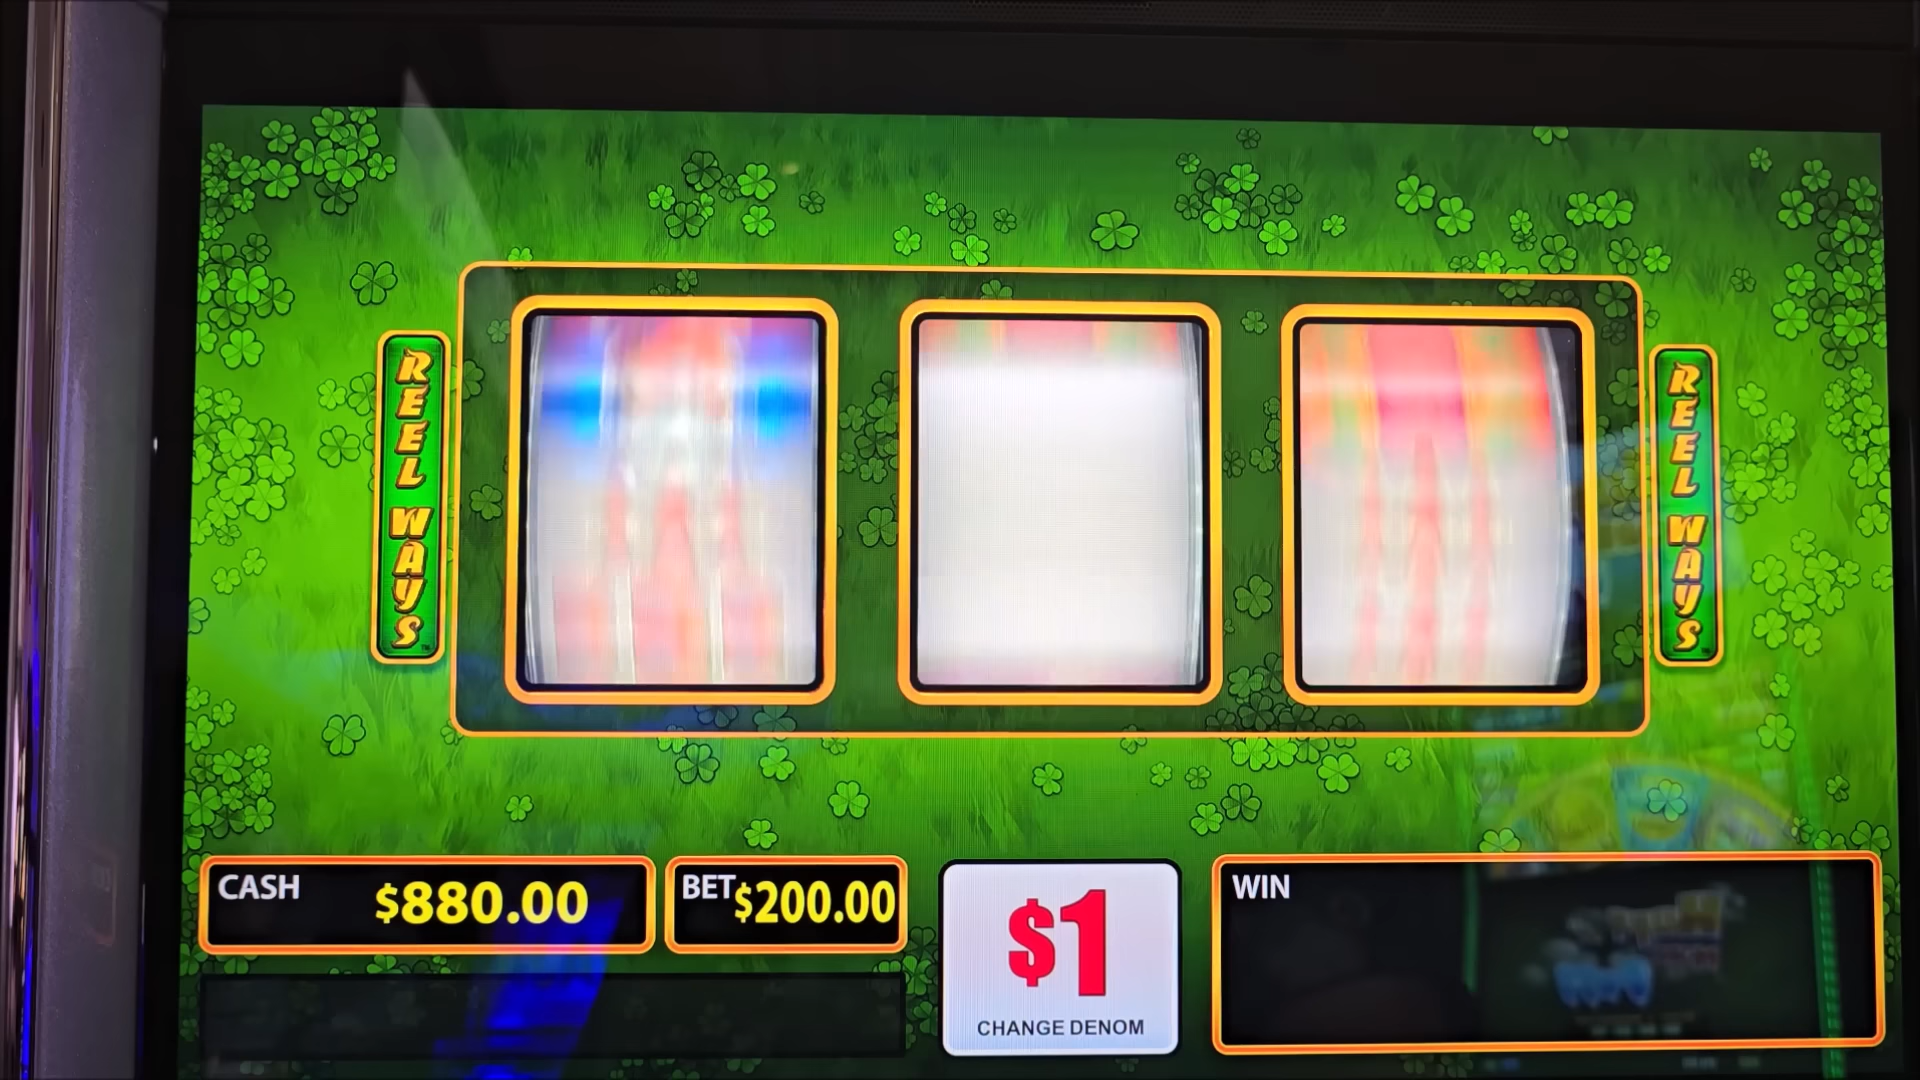 REEL WAYS
REEL WAYS
CASH $880.00
BET $200.00
$1
CHANGE DENOM
WIN